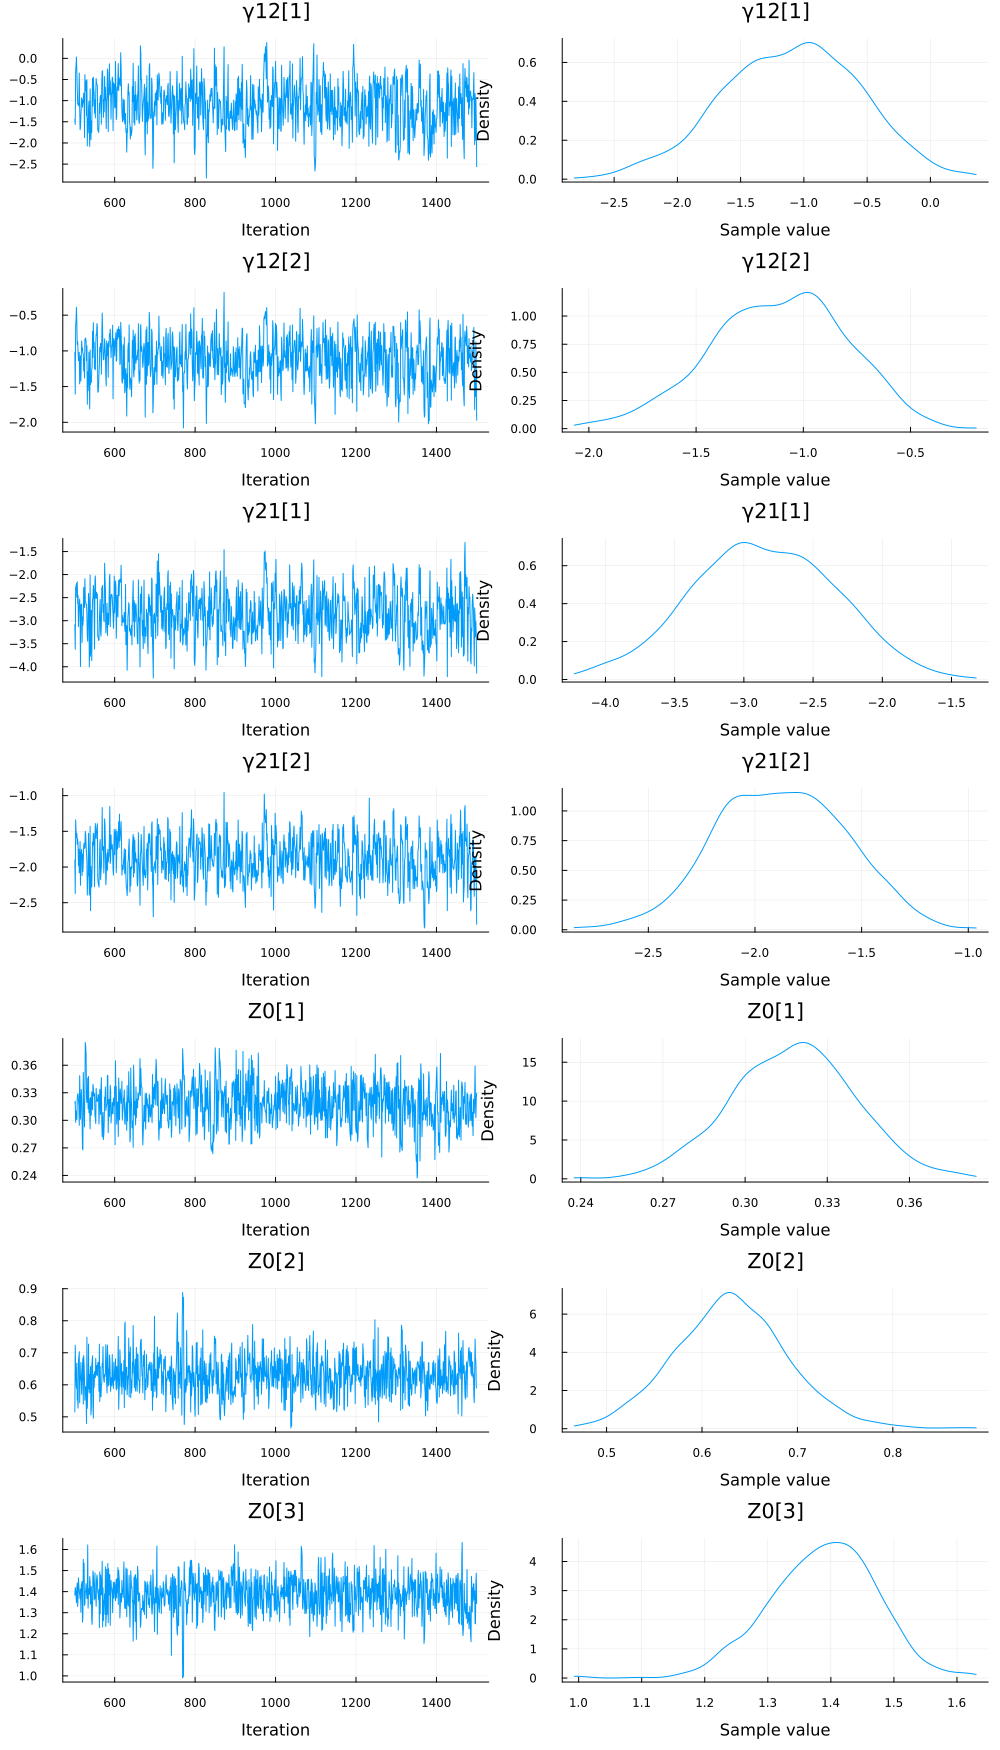 γ12[1]
0.0
−0.5
−1.0
−1.5
−2.0
−2.5
600 800 1000 1200 1400
Iteration
γ12[1]
Density
0.6
0.4
0.2
0.0
−2.5 −2.0 −1.5 −1.0 −0.5 0.0
Sample value
γ12[2]
−0.5
−1.0
−1.5
−2.0
600 800 1000 1200 1400
Iteration
γ12[2]
Density
1.00
0.75
0.50
0.25
0.00
−2.0 −1.5 −1.0 −0.5
Sample value
γ21[1]
−1.5
−2.0
−2.5
−3.0
−3.5
−4.0
600 800 1000 1200 1400
Iteration
γ21[1]
Density
0.6
0.4
0.2
0.0
−4.0 −3.5 −3.0 −2.5 −2.0 −1.5
Sample value
γ21[2]
−1.0
−1.5
−2.0
−2.5
600 800 1000 1200 1400
Iteration
γ21[2]
Density
1.00
0.75
0.50
0.25
0.00
−2.5 −2.0 −1.5 −1.0
Sample value
Z0[1]
0.36
0.33
0.30
0.27
0.24
600 800 1000 1200 1400
Iteration
Z0[1]
Density
15
10
5
0
0.24 0.27 0.30 0.33 0.36
Sample value
Z0[2]
0.9
0.8
0.7
0.6
0.5
600 800 1000 1200 1400
Iteration
Z0[2]
Density
6
4
2
0
0.5 0.6 0.7 0.8
Sample value
Z0[3]
1.6
1.5
1.4
1.3
1.2
1.1
1.0
600 800 1000 1200 1400
Iteration
Z0[3]
Density
4
3
2
1
0
1.0 1.1 1.2 1.3 1.4 1.5 1.6
Sample value